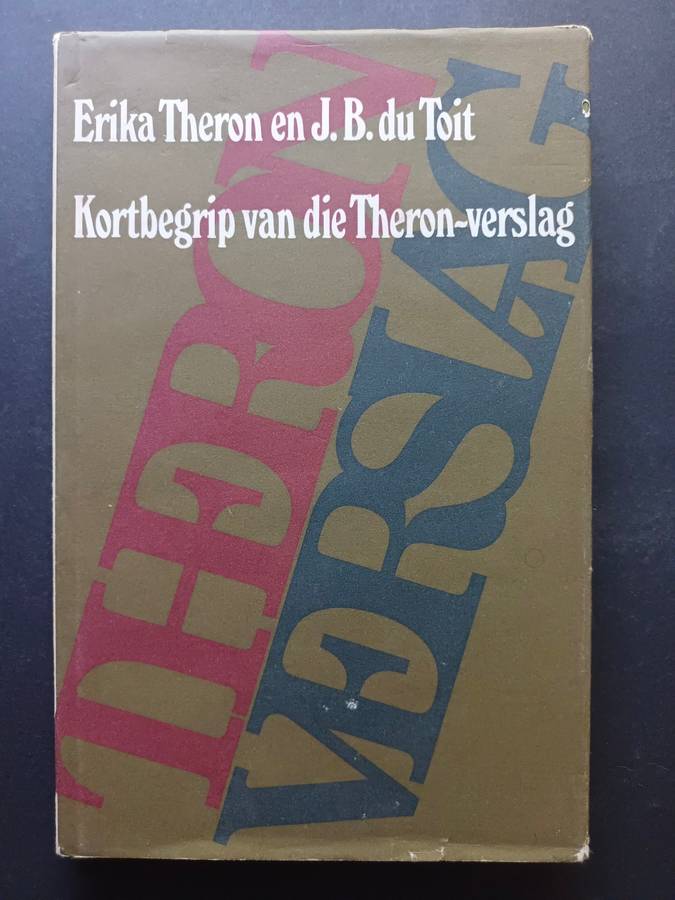 Erika Theron en J. B. du Toit
Kortbegrip van die Theron-verslag
THERON
VERSLAG